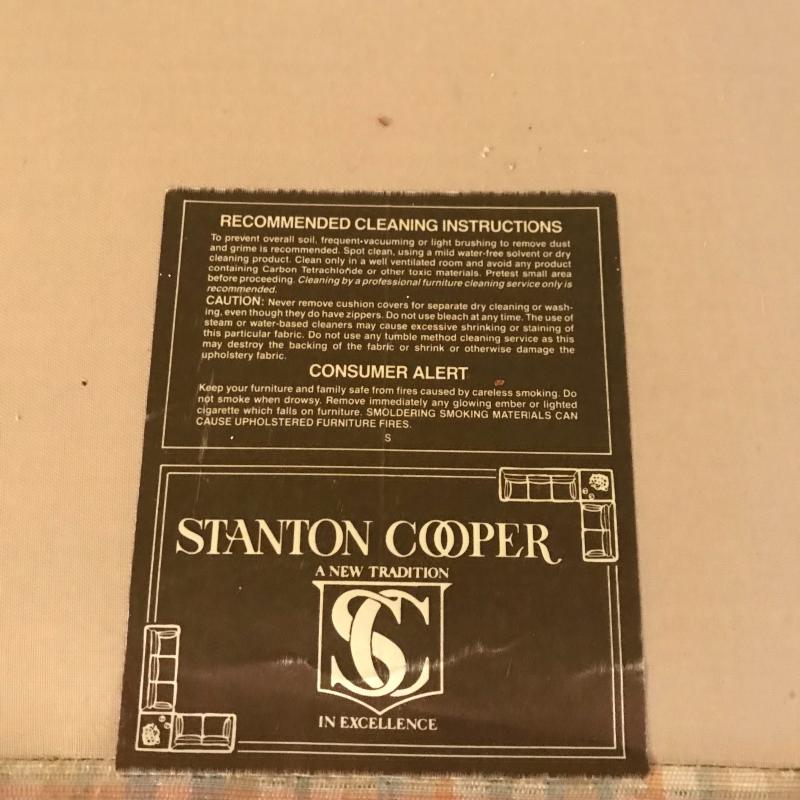 RECOMMENDED CLEANING INSTRUCTIONS
To prevent overall soil, frequent vacuuming or light brushing to remove dust
and grime is recommended. Spot clean, using a mild water-free solvent or dry
cleaning product. Clean only in a well ventilated room and avoid any product
containing Carbon Tetrachloride or other toxic materials. Pretest small area
before proceeding. Cleaning by a professional furniture cleaning service only is
recommended.
CAUTION: Never remove cushion covers for separate dry cleaning or wash-
ing, even though they do have zippers. Do not use bleach at any time. The use of
steam or water-based cleaners may cause excessive shrinking or staining of
this particular fabric. Do not use any tumble method cleaning service as this
may destroy the backing of the fabric or shrink or otherwise damage the
upholstery fabric.
CONSUMER ALERT
Keep your furniture and family safe from fires caused by careless smoking. Do
not smoke when drowsy. Remove immediately any glowing ember or lighted
cigarette which falls on furniture. SMOLDERING SMOKING MATERIALS CAN
CAUSE UPHOLSTERED FURNITURE FIRES.
S
STANTON COOPER
A NEW TRADITION
SC
IN EXCELLENCE